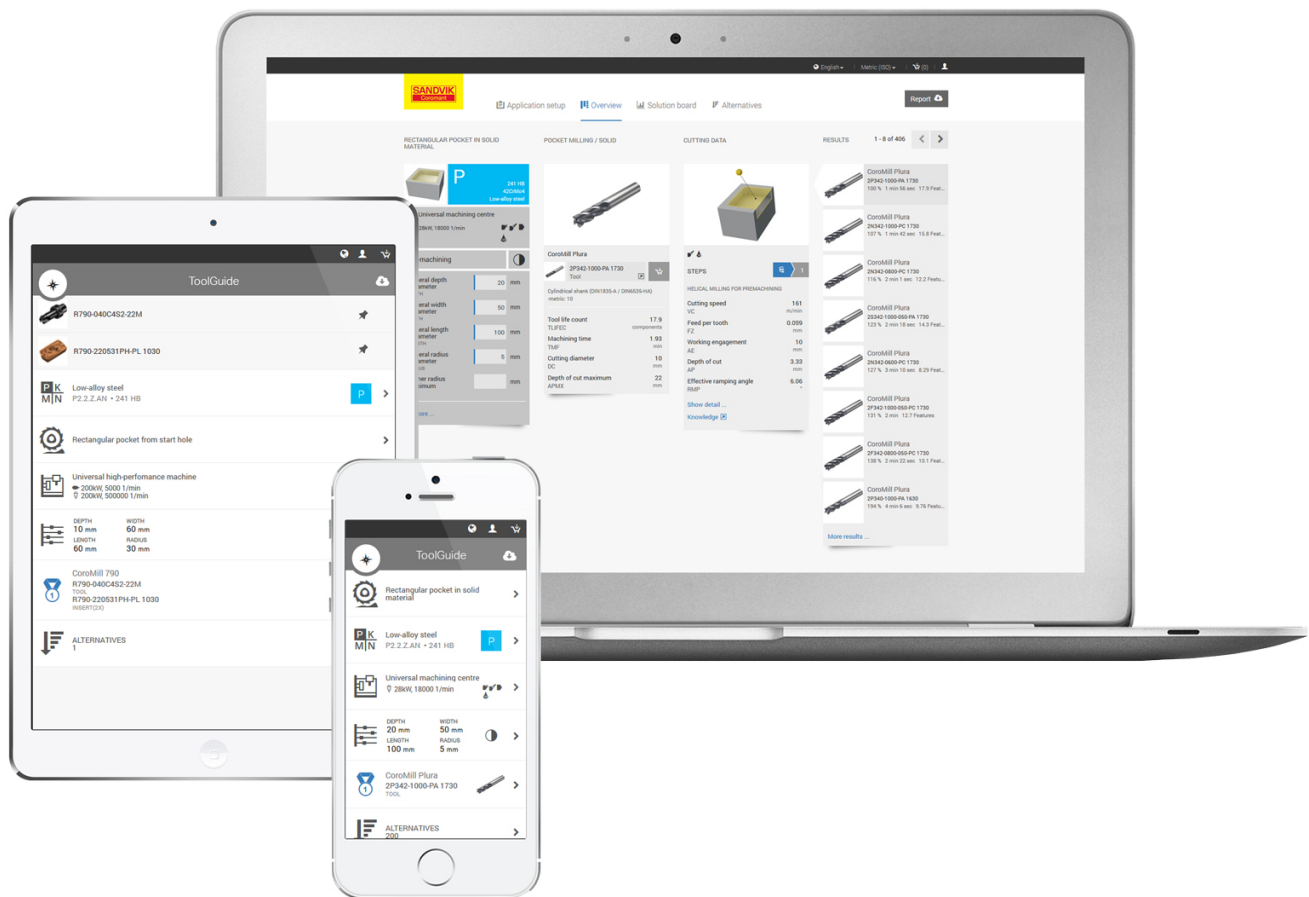 English
Metric (ISO)
(0)
SANDVIK
Coromant
Application setup
Overview
Solution board
Alternatives
Report
RECTANGULAR POCKET IN SOLID
MATERIAL
P
241 HB
42CrMo4
Low-alloy steel
Universal machining centre
28kW, 18000 1/min
machining
20 mm
50 mm
100 mm
5 mm
mm
POCKET MILLING / SOLID
CoroMill Plura
2P342-1000-PA 1730
Tool
Cylindrical shank (DIN1835-A / DIN6535-HA)
-metric: 10
Tool life count 17.9
TLIFEC components
Machining time 1.93
TMF min
Cutting diameter 10
DC mm
Depth of cut maximum 22
APMX mm
CUTTING DATA
STEPS
1
HELICAL MILLING FOR PREMACHINING
Cutting speed 161
VC m/min
Feed per tooth 0.059
FZ mm
Working engagement 10
AE mm
Depth of cut 3.33
AP mm
Effective ramping angle 6.06
RMP °
Show detail ...
Knowledge
RESULTS 1 - 8 of 406
CoroMill Plura
2P342-1000-PA 1730
100 % 1 min 56 sec 17.9 Feat...
CoroMill Plura
2N342-1000-PC 1730
107 % 1 min 42 sec 15.8 Feat...
CoroMill Plura
2N342-0800-PC 1730
116 % 2 min 1 sec 12.2 Featu...
CoroMill Plura
2S342-1000-050-PA 1730
123 % 2 min 18 sec 14.3 Feat...
CoroMill Plura
2N342-0600-PC 1730
127 % 3 min 10 sec 8.29 Feat...
CoroMill Plura
2F342-1000-050-PC 1730
131 % 2 min 12.7 Features
CoroMill Plura
2F342-0800-050-PC 1730
138 % 2 min 22 sec 10.1 Feat...
CoroMill Plura
2P340-1000-PA 1630
194 % 4 min 6 sec 9.76 Featu...
More results ...
ToolGuide
R790-040C4S2-22M
R790-220531PH-PL 1030
P K
M N
Low-alloy steel
P2.2.Z.AN • 241 HB
P
Rectangular pocket from start hole
Universal high-perfomance machine
200kW, 5000 1/min
200kW, 500000 1/min
DEPTH WIDTH
10 mm 60 mm
LENGTH RADIUS
60 mm 30 mm
1
CoroMill 790
R790-040C4S2-22M
TOOL
R790-220531PH-PL 1030
INSERT(2X)
ALTERNATIVES
1
ToolGuide
Rectangular pocket in solid
material
P K
M N
Low-alloy steel
P2.2.Z.AN • 241 HB
P
Universal machining centre
28kW, 18000 1/min
DEPTH WIDTH
20 mm 50 mm
LENGTH RADIUS
100 mm 5 mm
1
CoroMill Plura
2P342-1000-PA 1730
TOOL
ALTERNATIVES
200